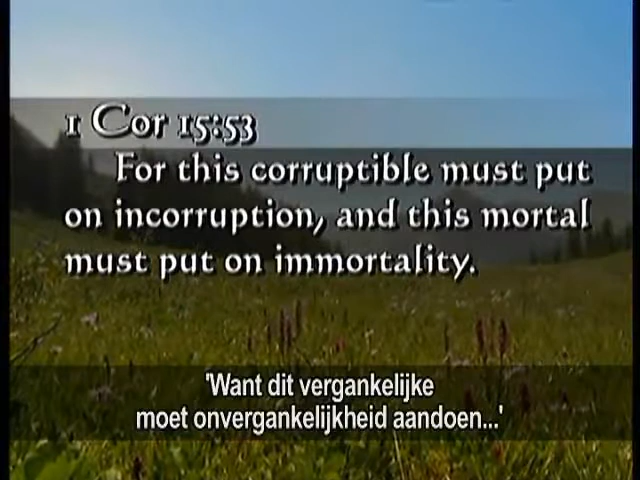 1 Cor 15:53
For this corruptible must put
on incorruption, and this mortal
must put on immortality.
'Want dit vergankelijke
moet onvergankelijkheid aandoen...'